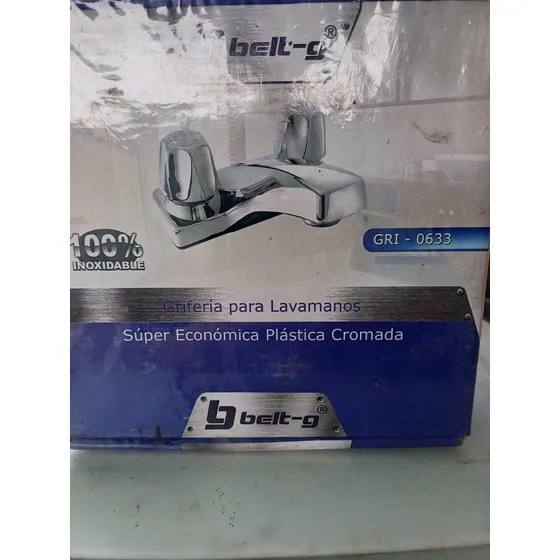 belt-g®
GRI - 0633
100%
INOXIDABLE
Grifería para Lavamanos
Súper Económica Plástica Cromada
belt-g®